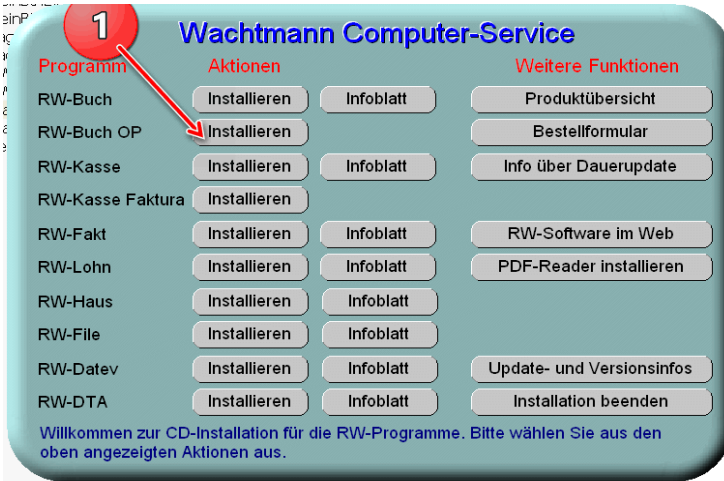 1
Wachtmann Computer-Service
Programm Aktionen Weitere Funktionen
RW-Buch Installieren Infoblatt Produktübersicht
RW-Buch OP Installieren Bestellformular
RW-Kasse Installieren Infoblatt Info über Dauerupdate
RW-Kasse Faktura Installieren
RW-Fakt Installieren Infoblatt RW-Software im Web
RW-Lohn Installieren Infoblatt PDF-Reader installieren
RW-Haus Installieren Infoblatt
RW-File Installieren Infoblatt
RW-Datev Installieren Infoblatt Update- und Versionsinfos
RW-DTA Installieren Infoblatt Installation beenden
Willkommen zur CD-Installation für die RW-Programme. Bitte wählen Sie aus den
oben angezeigten Aktionen aus.